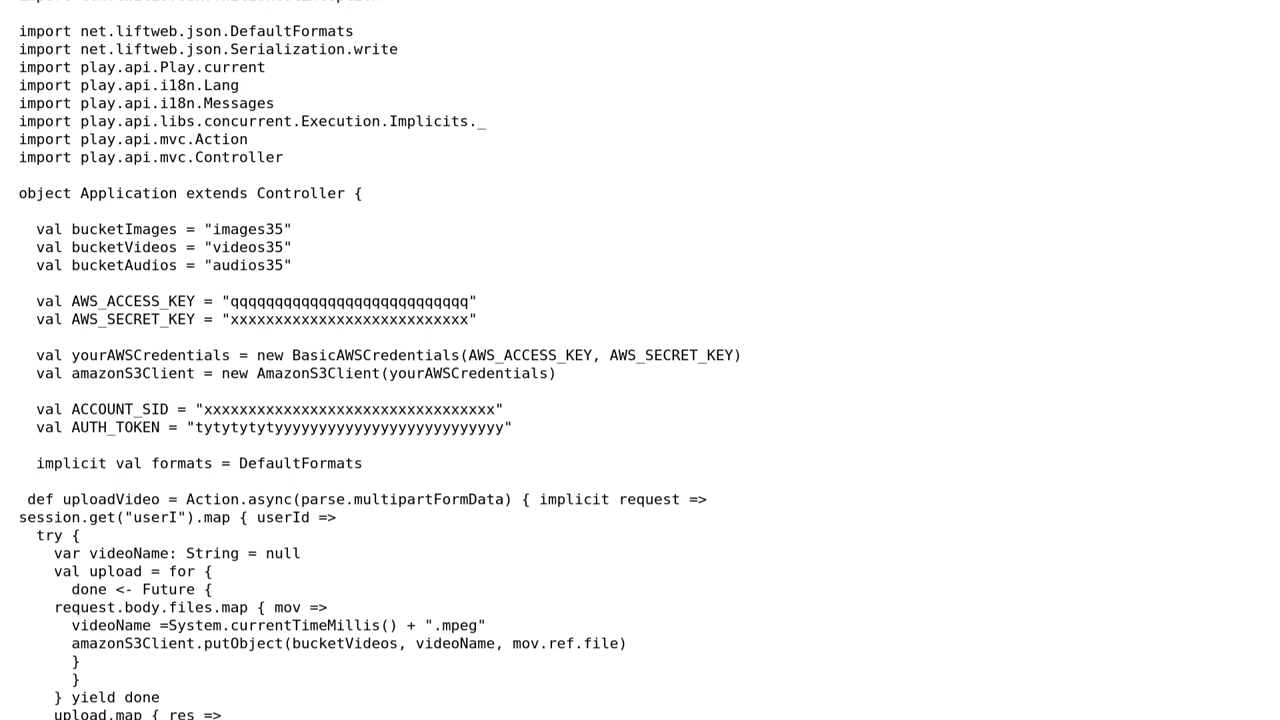 import net.liftweb.json.DefaultFormats
import net.liftweb.json.Serialization.write
import play.api.Play.current
import play.api.i18n.Lang
import play.api.i18n.Messages
import play.api.libs.concurrent.Execution.Implicits._
import play.api.mvc.Action
import play.api.mvc.Controller

object Application extends Controller {

  val bucketImages = "images35"
  val bucketVideos = "videos35"
  val bucketAudios = "audios35"

  val AWS_ACCESS_KEY = "qqqqqqqqqqqqqqqqqqqqqqqqqqq"
  val AWS_SECRET_KEY = "xxxxxxxxxxxxxxxxxxxxxxxxxxx"

  val yourAWSCredentials = new BasicAWSCredentials(AWS_ACCESS_KEY, AWS_SECRET_KEY)
  val amazonS3Client = new AmazonS3Client(yourAWSCredentials)

  val ACCOUNT_SID = "xxxxxxxxxxxxxxxxxxxxxxxxxxxxxxxxx"
  val AUTH_TOKEN = "tytytytytyyyyyyyyyyyyyyyyyyyyyyyyyy"

  implicit val formats = DefaultFormats

 def uploadVideo = Action.async(parse.multipartFormData) { implicit request =>
session.get("userI").map { userId =>
  try {
    var videoName: String = null
    val upload = for {
      done <- Future {
    request.body.files.map { mov =>
      videoName =System.currentTimeMillis() + ".mpeg"
      amazonS3Client.putObject(bucketVideos, videoName, mov.ref.file)
      }
      }
    } yield done
    upload.map { res =>